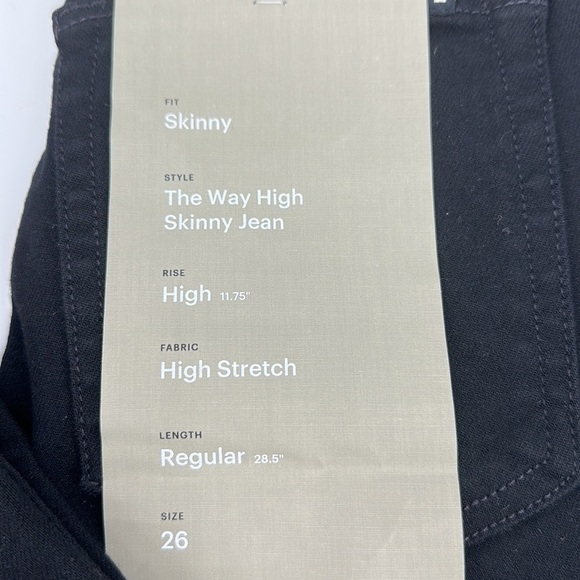 FIT
Skinny
STYLE
The Way High
Skinny Jean
RISE
High 11.75"
FABRIC
High Stretch
LENGTH
Regular 28.5"
SIZE
26